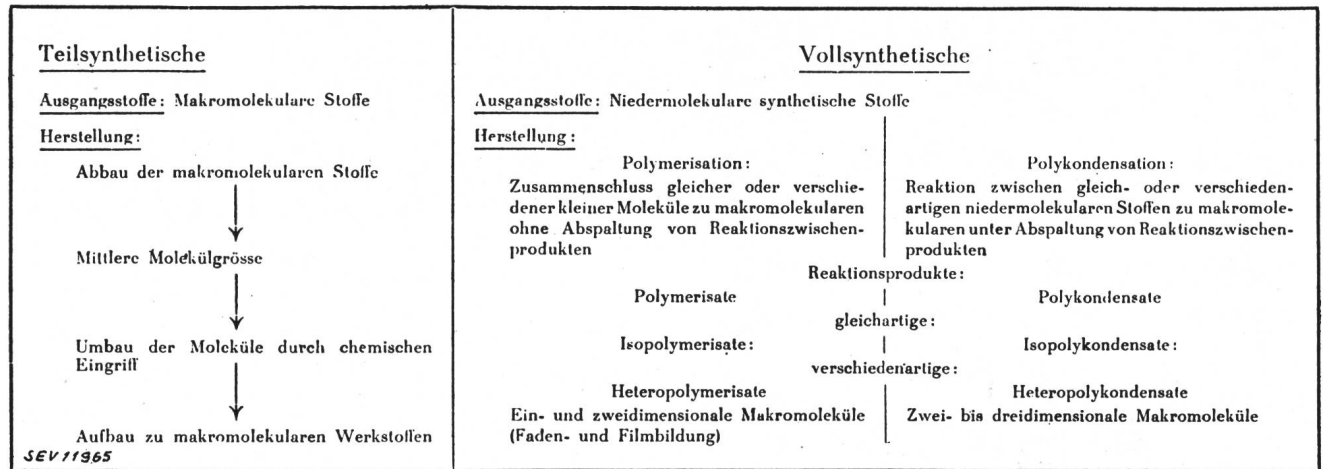 Teilsynthetische
Ausgangsstoffe: Makromolekulare Stoffe
Herstellung:
Abbau der makromolekularen Stoffe
Mittlere Molekülgrösse
Umbau der Moleküle durch chemischen
Eingriff
Aufbau zu makromolekularen Werkstoffen
SEV 11965
Vollsynthetische
Ausgangsstoffe: Niedermolekulare synthetische Stoffe
Herstellung:
Polymerisation:
Zusammenschluss gleicher oder verschie-
dener kleiner Moleküle zu makromolekularen
ohne Abspaltung von Reaktionszwischen-
produkten
Polykondensation:
Reaktion zwischen gleich- oder verschieden-
artigen niedermolekularen Stoffen zu makromole-
kularen unter Abspaltung von Reaktionszwischen-
produkten
Reaktionsprodukte:
Polymerisate
Polykondensate
gleichartige:
Isopolymerisate:
Isopolykondensate:
verschiedenartige:
Heteropolymerisate
Heteropolykondensate
Ein- und zweidimensionale Makromoleküle
(Faden- und Filmbildung)
Zwei- bis dreidimensionale Makromoleküle